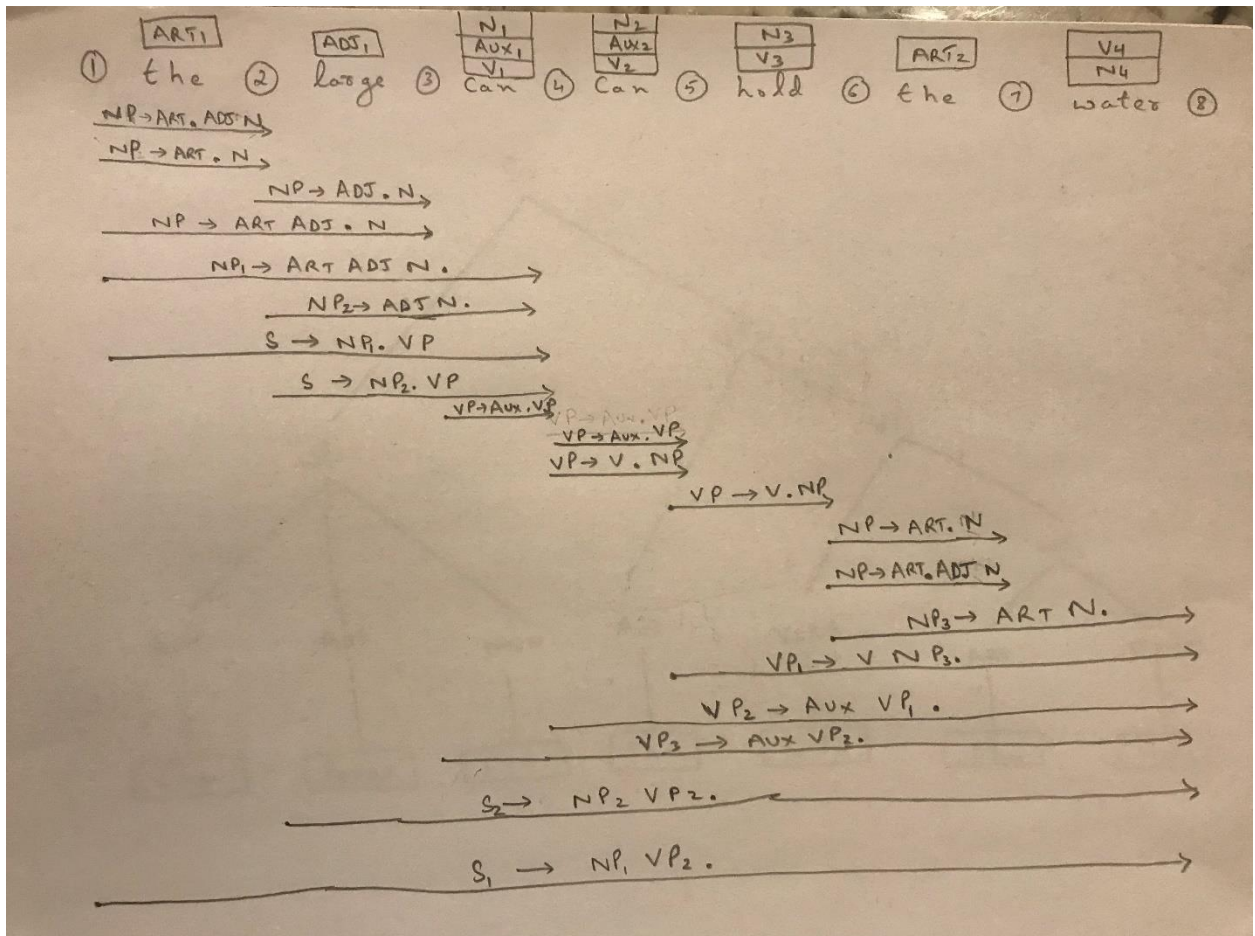 ART1 ADJ1 N1 N2 N3 ART2 V4
AUX1 AUX2 V3 N4
V1 V2
① the ② large ③ can ④ can ⑤ hold ⑥ the ⑦ water ⑧
NP → ART . ADJ N
NP → ART . N
NP → ADJ . N
NP → ART ADJ . N
NP1 → ART ADJ N .
NP2 → ADJ N .
S → NP1 . VP
S → NP2 . VP
VP → Aux . VP
VP → Aux . VP
VP → Aux . VP
VP → V . NP
VP → V . NP
NP → ART . N
NP → ART . ADJ N
NP3 → ART N .
VP1 → V NP3 .
VP2 → AUX VP1 .
VP3 → AUX VP2 .
S2 → NP2 VP2 .
S1 → NP1 VP2 .